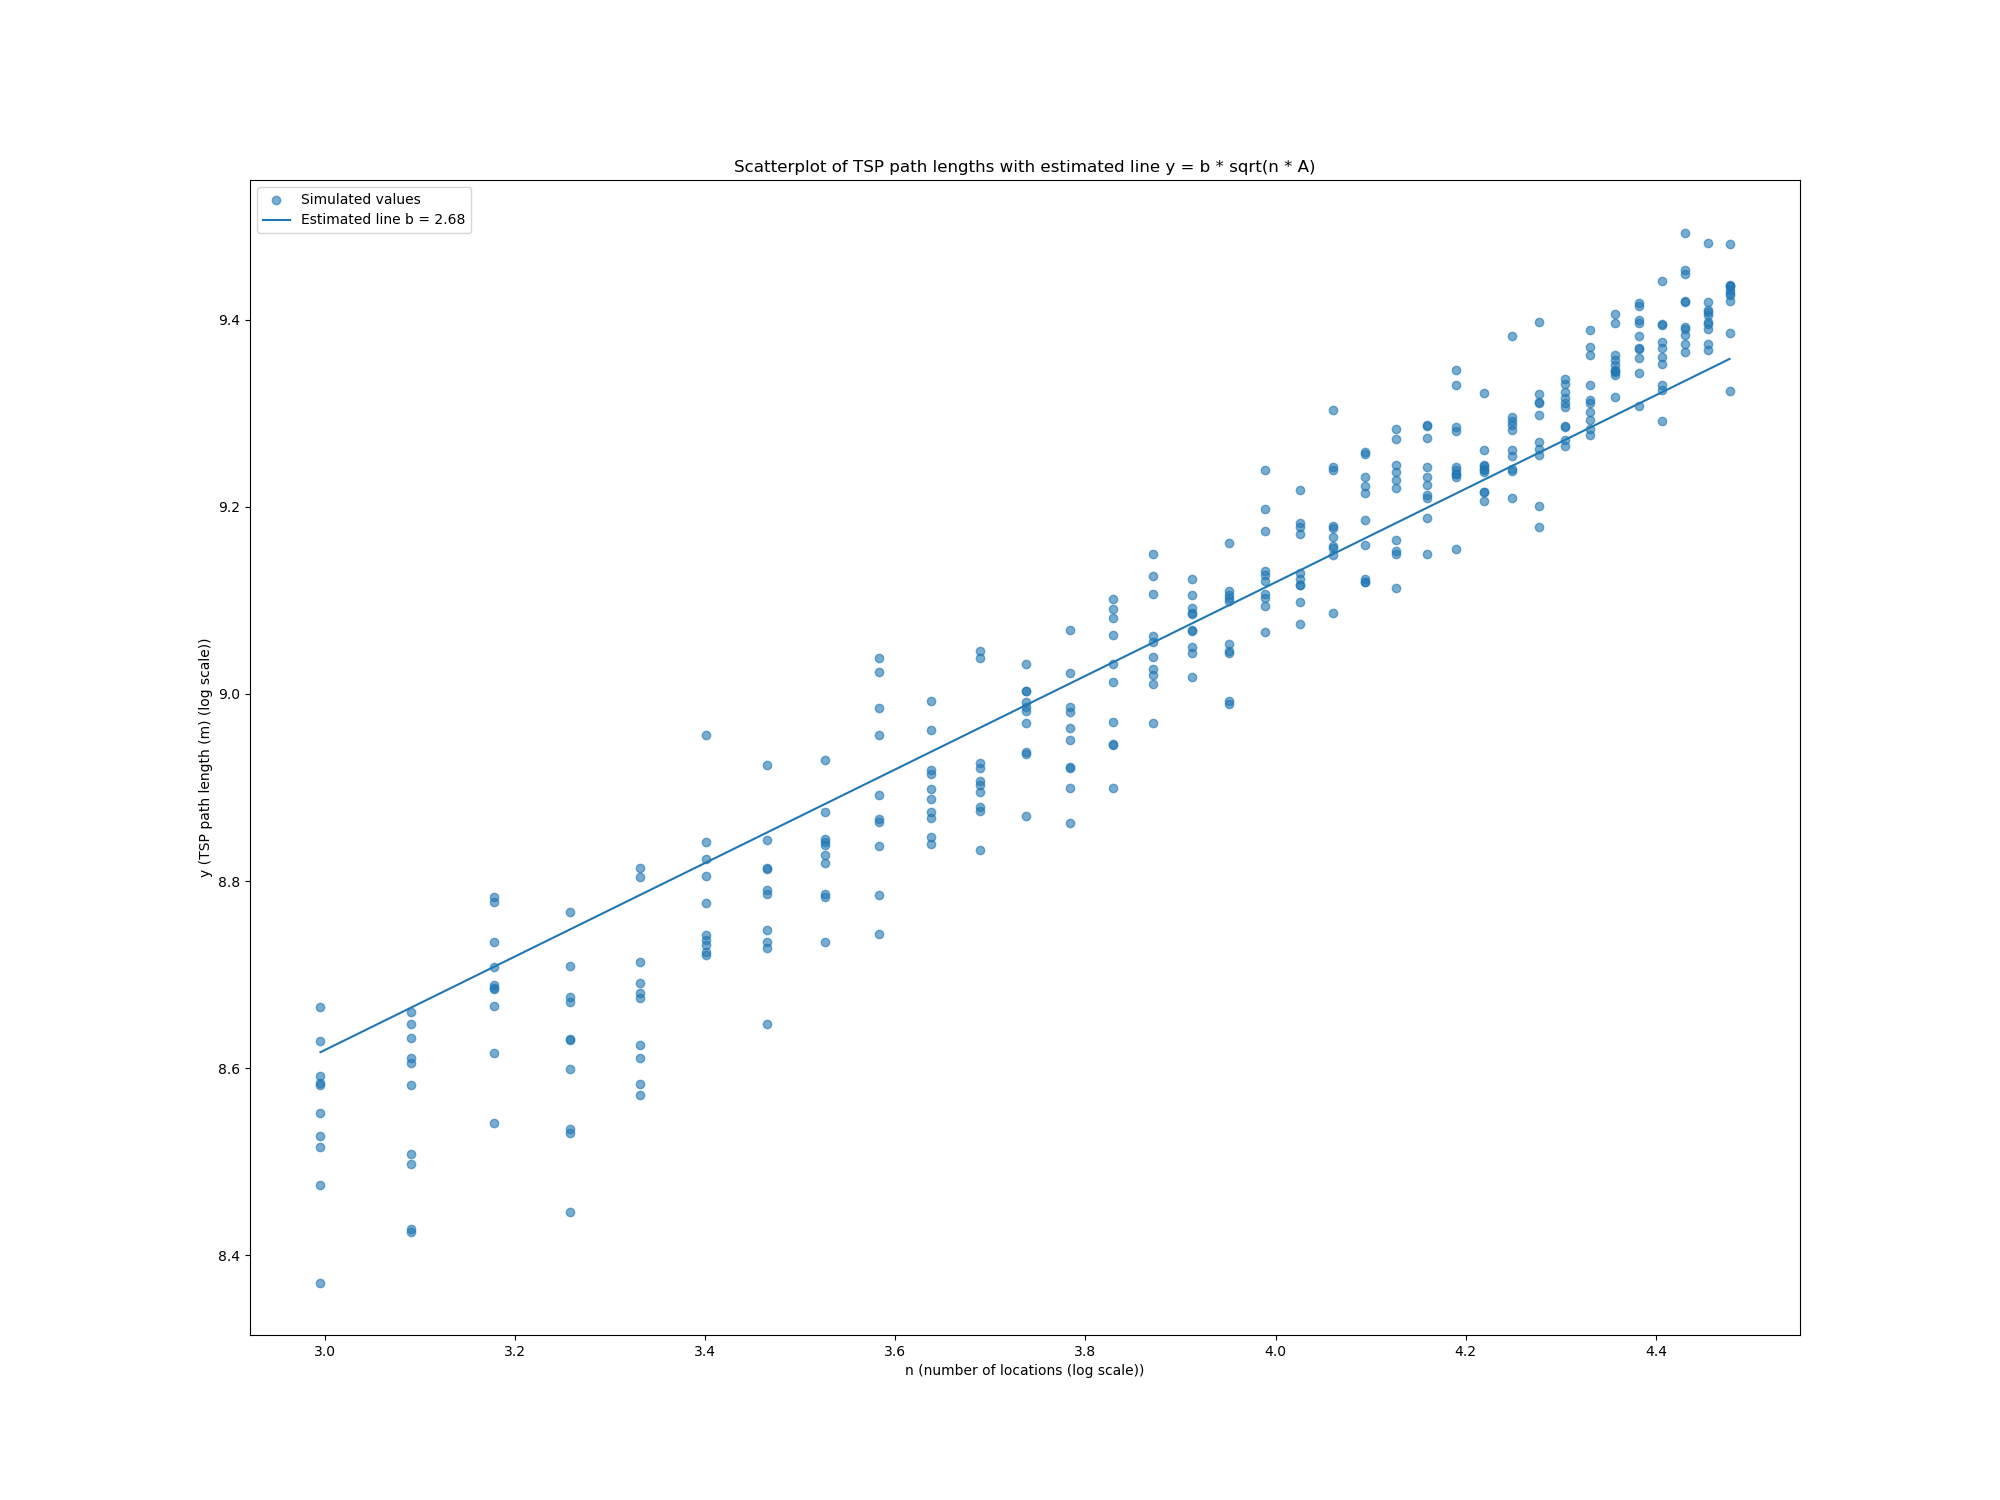 Scatterplot of TSP path lengths with estimated line y = b * sqrt(n * A)
Simulated values
Estimated line b = 2.68
9.4
9.2
9.0
8.8
8.6
8.4
y (TSP path length (m) (log scale))
3.0 3.2 3.4 3.6 3.8 4.0 4.2 4.4
n (number of locations (log scale))